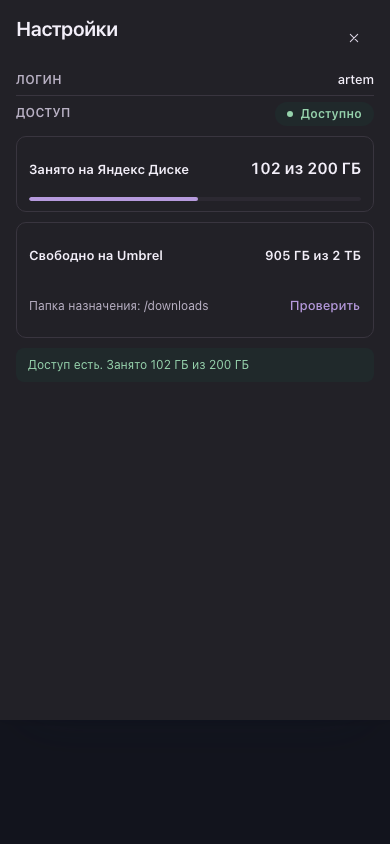 Настройки
ЛОГИН artem
ДОСТУП Доступно
Занято на Яндекс Диске 102 из 200 ГБ
Свободно на Umbrel 905 ГБ из 2 ТБ
Папка назначения: /downloads Проверить
Доступ есть. Занято 102 ГБ из 200 ГБ